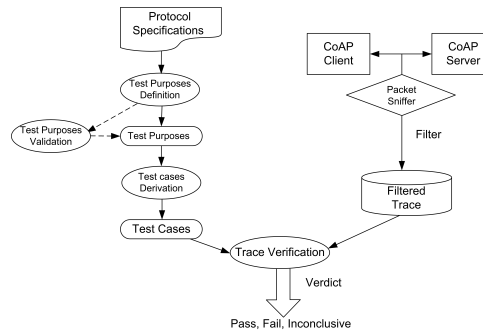 Protocol
Specifications
Test Purposes
Definition
Test Purposes
Validation
Test Purposes
Test cases
Derivation
Test Cases
CoAP
Client
CoAP
Server
Packet
Sniffer
Filter
Filtered
Trace
Trace Verification
Verdict
Pass, Fail, Inconclusive